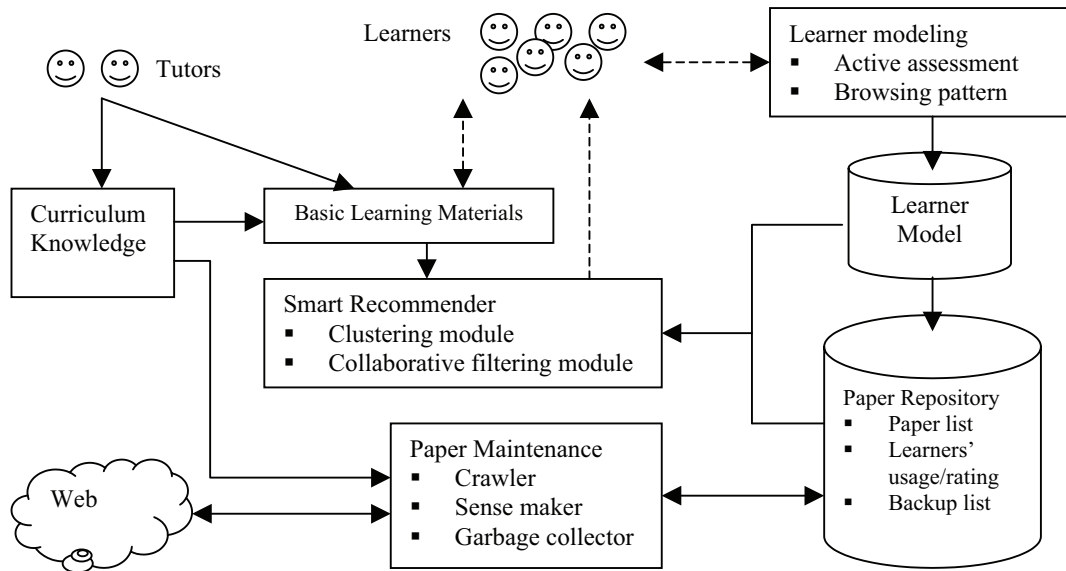 Tutors
Learners
Learner modeling
▪ Active assessment
▪ Browsing pattern
Curriculum
Knowledge
Basic Learning Materials
Learner
Model
Smart Recommender
▪ Clustering module
▪ Collaborative filtering module
Paper Repository
▪ Paper list
▪ Learners’
usage/rating
▪ Backup list
Paper Maintenance
▪ Crawler
▪ Sense maker
▪ Garbage collector
Web